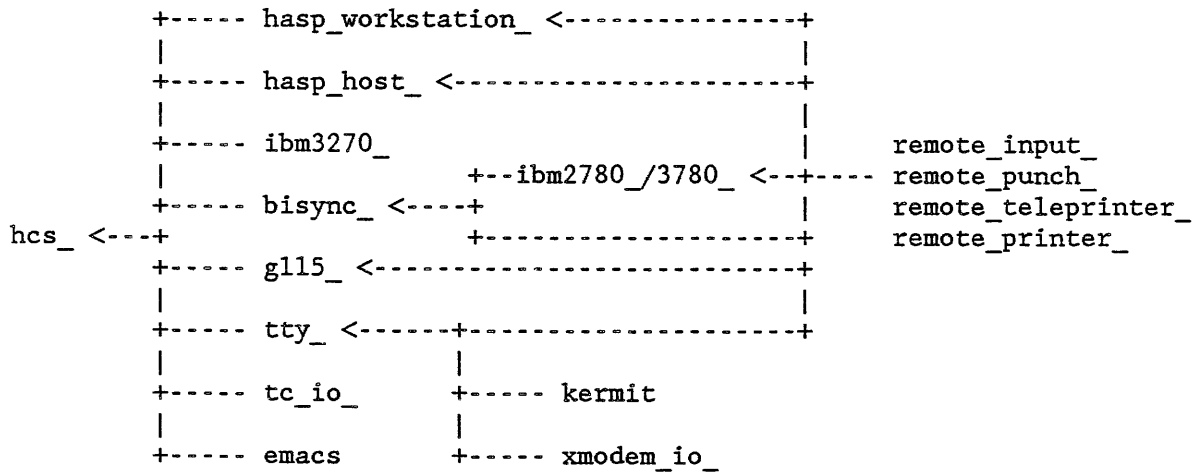 +----- hasp_workstation_ <---------------+
| |
+----- hasp_host_ <----------------------+
| |
+----- ibm3270_ | remote_input_
| +--ibm2780_/3780_ <--+---- remote_punch_
+----- bisync_ <----+ | remote_teleprinter_
hcs_ <---+ +--------------------+ remote_printer_
+----- g115_ <---------------------------+
| |
+----- tty_ <------+---------------------+
| |
+----- tc_io_ +----- kermit
| |
+----- emacs +----- xmodem_io_